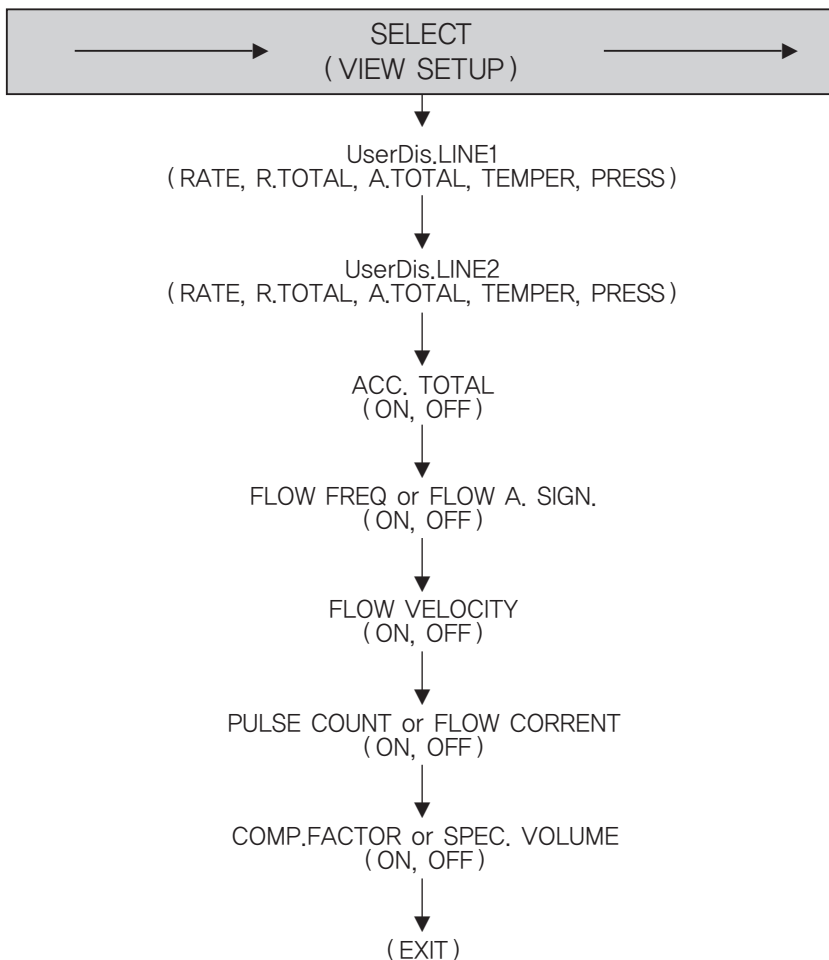 SELECT
(VIEW SETUP)
UserDis.LINE1
(RATE, R.TOTAL, A.TOTAL, TEMPER, PRESS)
UserDis.LINE2
(RATE, R.TOTAL, A.TOTAL, TEMPER, PRESS)
ACC. TOTAL
(ON, OFF)
FLOW FREQ or FLOW A. SIGN.
(ON, OFF)
FLOW VELOCITY
(ON, OFF)
PULSE COUNT or FLOW CORRENT
(ON, OFF)
COMP.FACTOR or SPEC. VOLUME
(ON, OFF)
(EXIT)